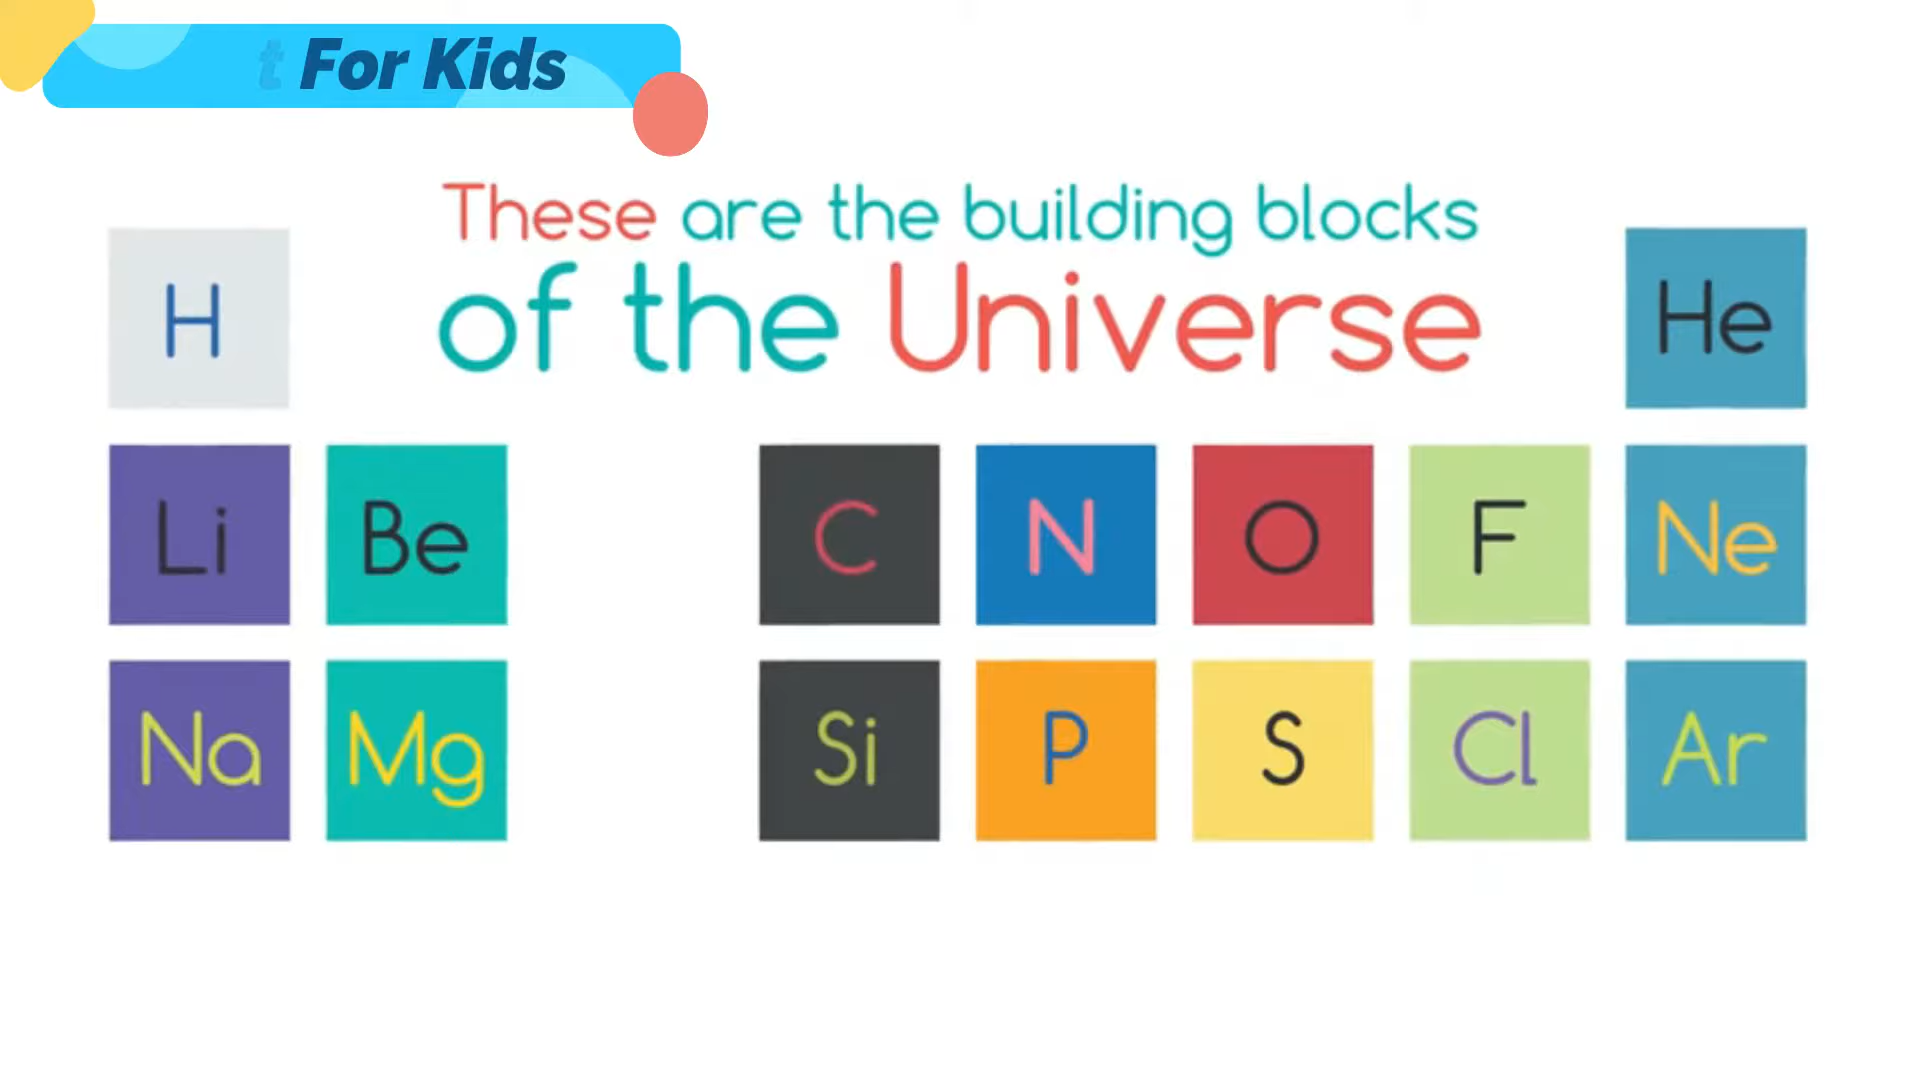 t For Kids
These are the building blocks
of the Universe
H He
Li Be C N O F Ne
Na Mg Si P S Cl Ar